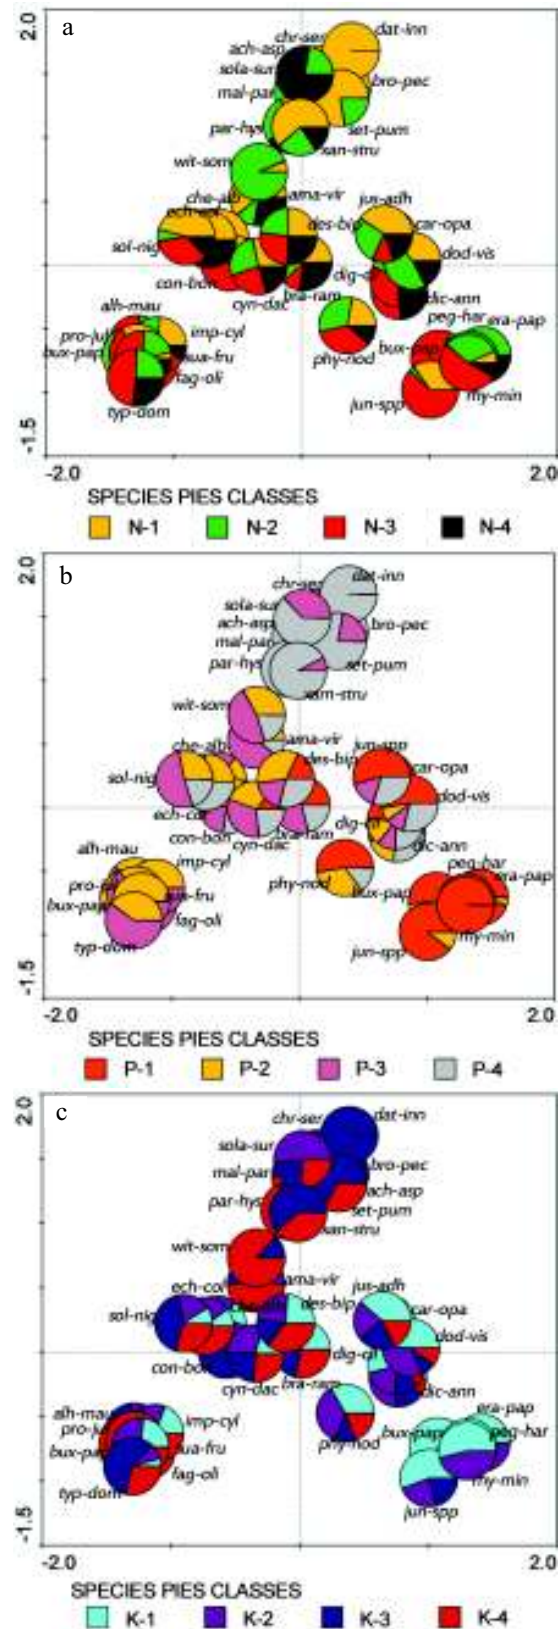 a
2.0
dat-inn
chr-ser
ach-asp
sola-sur
bro-pec
mal-par
par-hys
set-pum
xan-stru
wit-som
che-alb
ama-vir
jus-adh
des-bip
car-opa
sol-nig
dod-vis
con-bon
dig-
cyn-dac
bra-ram
dic-ann
peg-har
era-pap
alh-mau
pro-jul
imp-cyl
bux-pap
fag-oli
phy-nod
typ-dom
jun-spp
my-min
-1.5
-2.0
2.0
SPECIES PIES CLASSES
N-1
N-2
N-3
N-4
b
2.0
dat-inn
chr-ser
sola-sur
ach-asp
bro-pec
mal-par
par-hys
set-pum
xam-stru
wit-som
che-alb
ama-vir
jun-spp
des-bip
car-opa
sol-nig
dod-vis
ech-col
con-bon
cyn-dac
bra-ram
dic-ann
alh-mau
imp-cyl
peg-har
era-pap
bux-pap
fag-oli
phy-nod
bux-pap
typ-dom
jun-spp
my-min
-1.5
-2.0
2.0
SPECIES PIES CLASSES
P-1
P-2
P-3
P-4
c
2.0
dat-inn
chr-ser
sola-sur
mal-par
bro-pec
ach-asp
par-hys
set-pum
xan-stru
wit-som
ech-col
ama-vir
jus-adh
des-bip
car-opa
sol-nig
dod-vis
con-bon
cyn-dac
bra-ram
dic-ann
alh-mau
imp-cyl
era-pap
bux-pap
peg-har
phy-nod
bux-pap
fag-oli
typ-dom
my-min
jun-spp
-1.5
-2.0
2.0
SPECIES PIES CLASSES
K-1
K-2
K-3
K-4